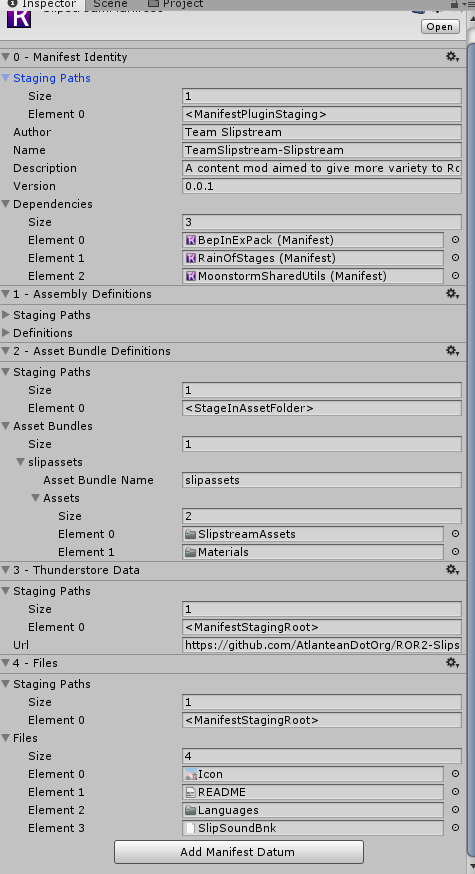 Inspector Scene Project
Open
0 - Manifest Identity
Staging Paths
Size 1
Element 0 <ManifestPluginStaging>
Author Team Slipstream
Name TeamSlipstream-Slipstream
Description A content mod aimed to give more variety to Ro
Version 0.0.1
Dependencies
Size 3
Element 0 BepInExPack (Manifest)
Element 1 RainOfStages (Manifest)
Element 2 MoonstormSharedUtils (Manifest)
1 - Assembly Definitions
Staging Paths
Definitions
2 - Asset Bundle Definitions
Staging Paths
Size 1
Element 0 <StageInAssetFolder>
Asset Bundles
Size 1
slipassets
Asset Bundle Name slipassets
Assets
Size 2
Element 0 SlipstreamAssets
Element 1 Materials
3 - Thunderstore Data
Staging Paths
Size 1
Element 0 <ManifestStagingRoot>
Url https://github.com/AtlanteanDotOrg/ROR2-Slips
4 - Files
Staging Paths
Size 1
Element 0 <ManifestStagingRoot>
Files
Size 4
Element 0 Icon
Element 1 README
Element 2 Languages
Element 3 SlipSoundBnk
Add Manifest Datum